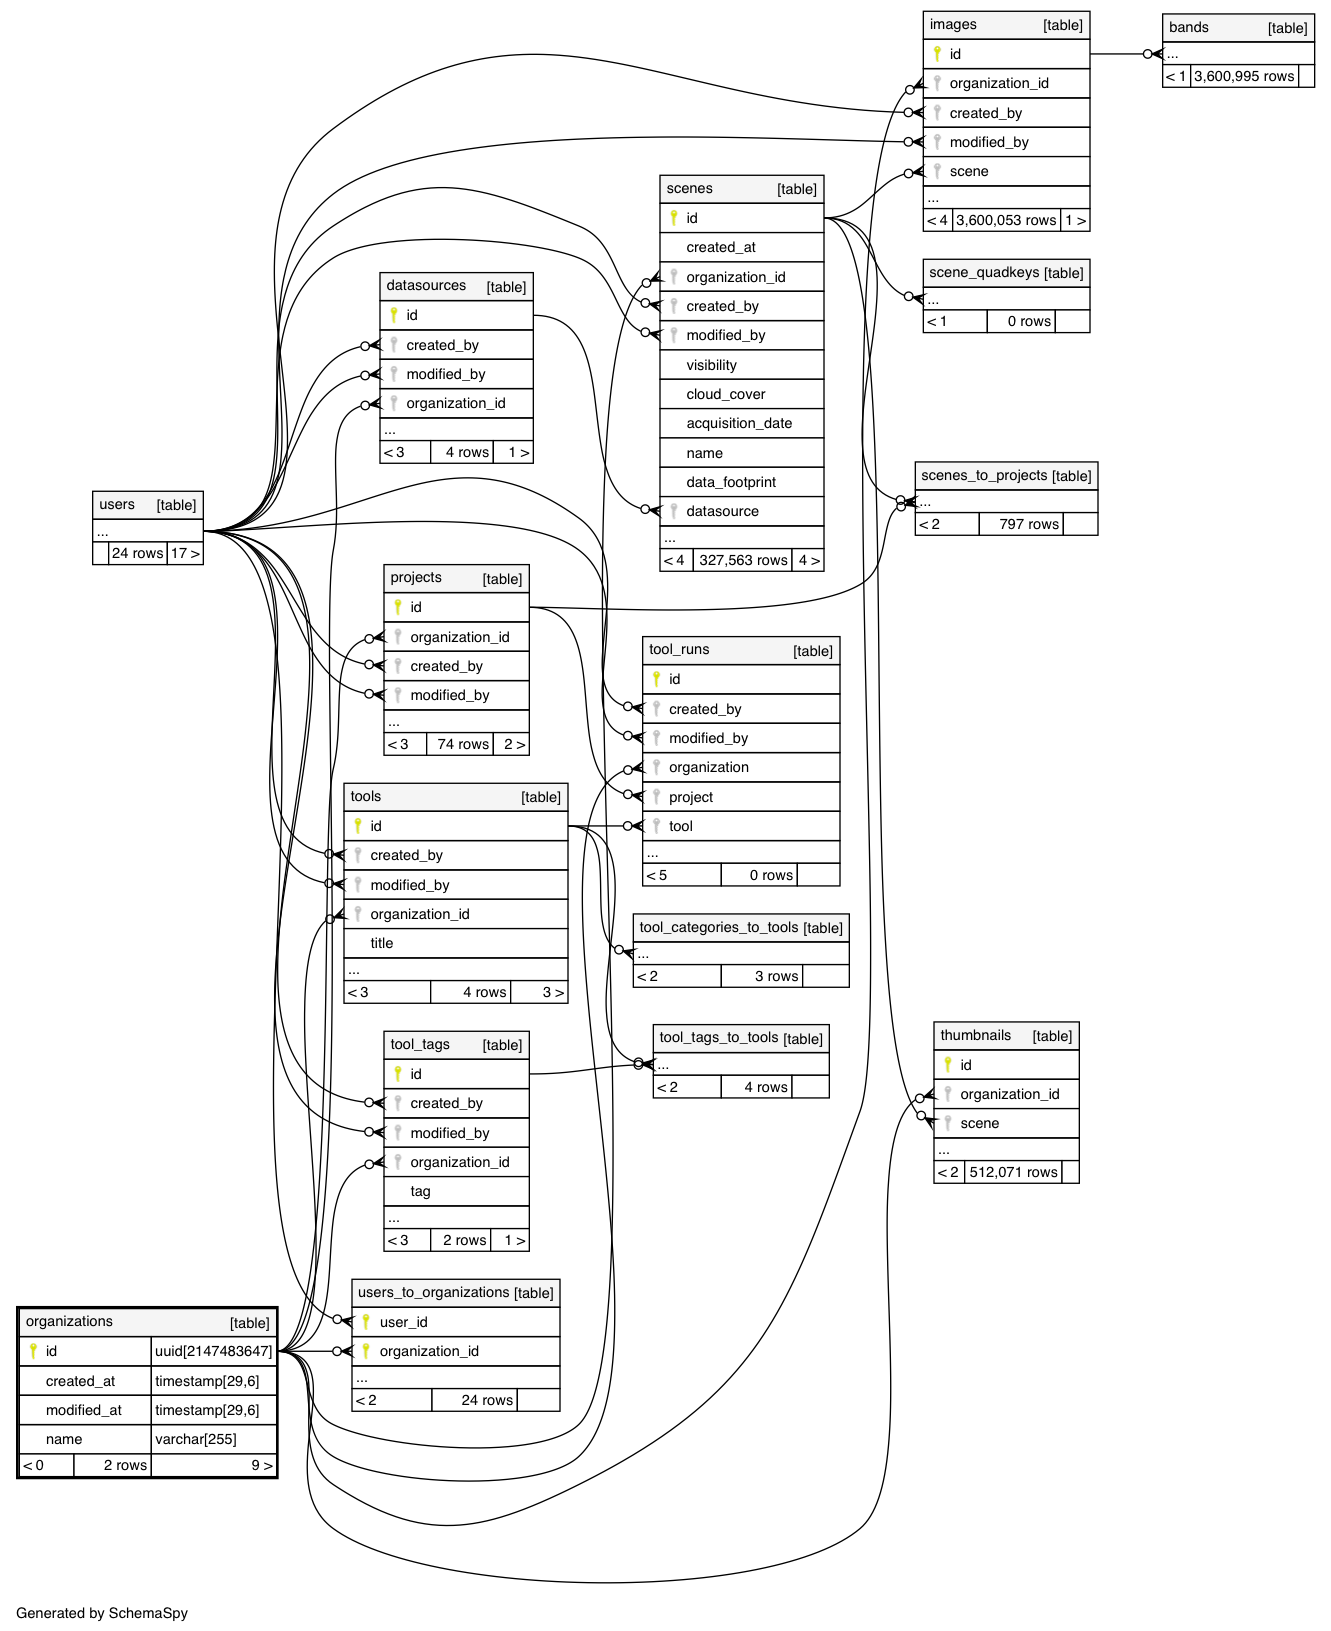 images [table]
id
organization_id
created_by
modified_by
scene
...
< 4 3,600,053 rows 1 >
bands [table]
...
< 1 3,600,995 rows
scenes [table]
id
created_at
organization_id
created_by
modified_by
visibility
cloud_cover
acquisition_date
name
data_footprint
datasource
...
< 4 327,563 rows 4 >
scene_quadkeys [table]
...
< 1 0 rows
datasources [table]
id
created_by
modified_by
organization_id
...
< 3 4 rows 1 >
users [table]
...
24 rows 17 >
scenes_to_projects [table]
...
< 2 797 rows
projects [table]
id
organization_id
created_by
modified_by
...
< 3 74 rows 2 >
tool_runs [table]
id
created_by
modified_by
organization
project
tool
...
< 5 0 rows
tools [table]
id
created_by
modified_by
organization_id
title
...
< 3 4 rows 3 >
tool_categories_to_tools [table]
...
< 2 3 rows
tool_tags_to_tools [table]
...
< 2 4 rows
thumbnails [table]
id
organization_id
scene
...
< 2 512,071 rows
tool_tags [table]
id
created_by
modified_by
organization_id
tag
...
< 3 2 rows 1 >
users_to_organizations [table]
user_id
organization_id
...
< 2 24 rows
organizations [table]
id uuid[2147483647]
created_at timestamp[29,6]
modified_at timestamp[29,6]
name varchar[255]
< 0 2 rows 9 >
Generated by SchemaSpy